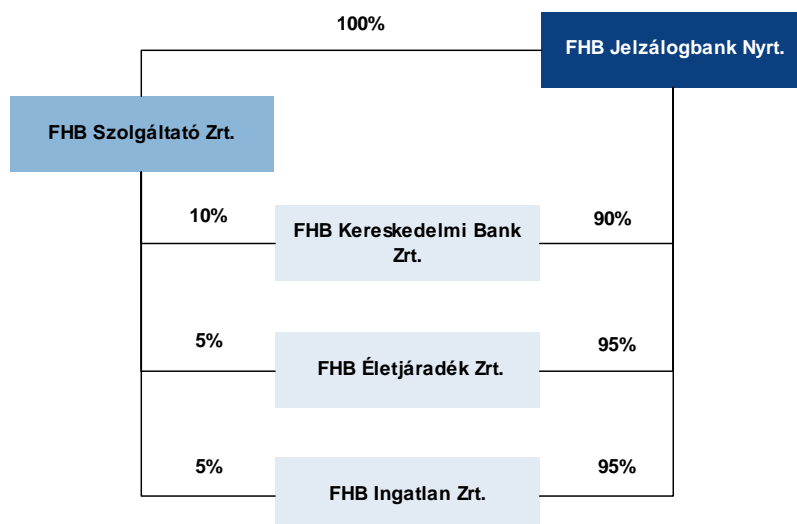 100%
FHB Jelzálogbank Nyrt.
FHB Szolgáltató Zrt.
10%
FHB Kereskedelmi Bank
Zrt.
90%
5%
FHB Életjáradék Zrt.
95%
5%
FHB Ingatlan Zrt.
95%